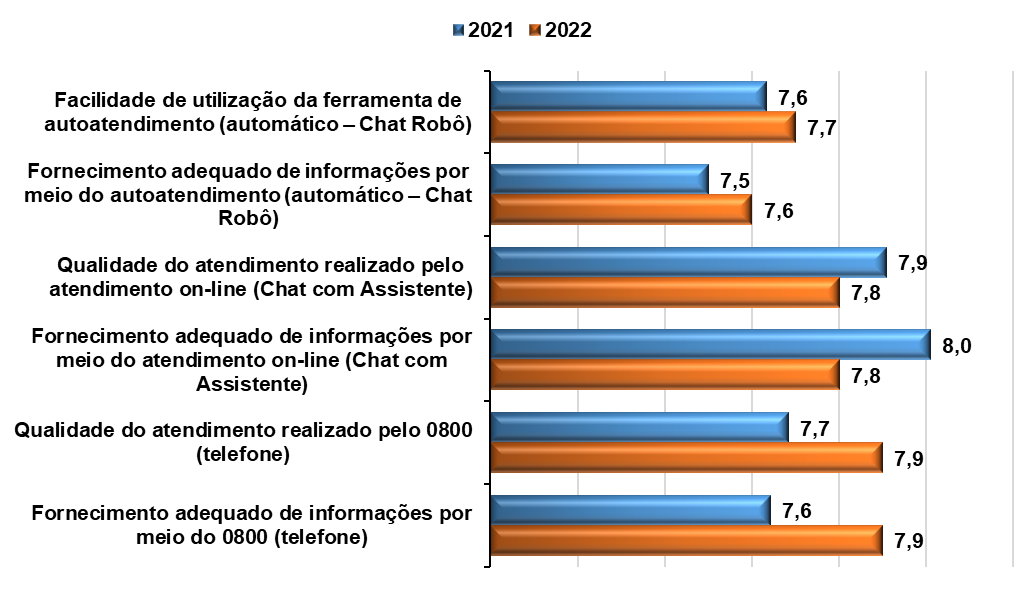 2021 2022
Facilidade de utilização da ferramenta de
autoatendimento (automático – Chat Robô)
7,6
7,7
Fornecimento adequado de informações por
meio do autoatendimento (automático – Chat
Robô)
7,5
7,6
Qualidade do atendimento realizado pelo
atendimento on-line (Chat com Assistente)
7,9
7,8
Fornecimento adequado de informações por
meio do atendimento on-line (Chat com
Assistente)
8,0
7,8
Qualidade do atendimento realizado pelo 0800
(telefone)
7,7
7,9
Fornecimento adequado de informações por
meio do 0800 (telefone)
7,6
7,9